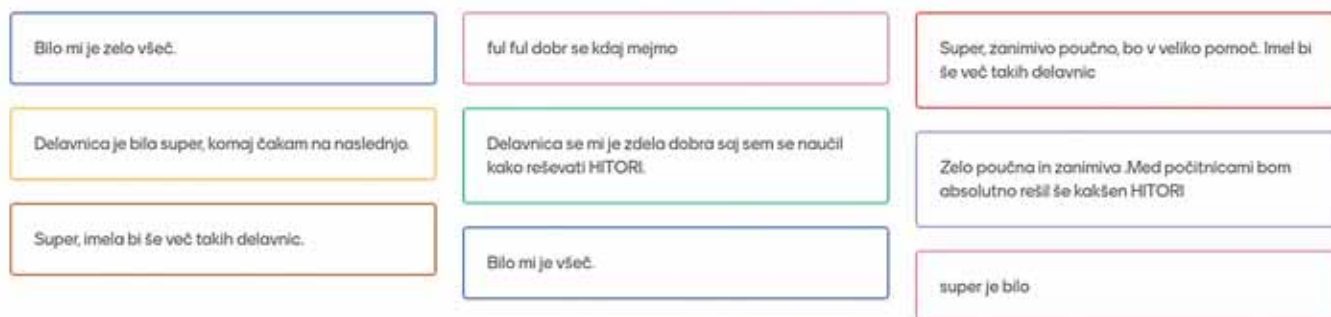 Bilo mi je zelo všeč.
Delavnica je bila super, komaj čakam na naslednjo.
Super, imela bi še več takih delavnic.
ful ful dobr se kdaj mejmo
Delavnica se mi je zdela dobra saj sem se naučil
kako reševati HITORI.
Bilo mi je všeč.
Super, zanimivo poučno, bo v veliko pomoč. Imel bi
še več takih delavnic
Zelo poučna in zanimiva .Med počitnicami bom
absolutno rešil še kakšen HITORI
super je bilo